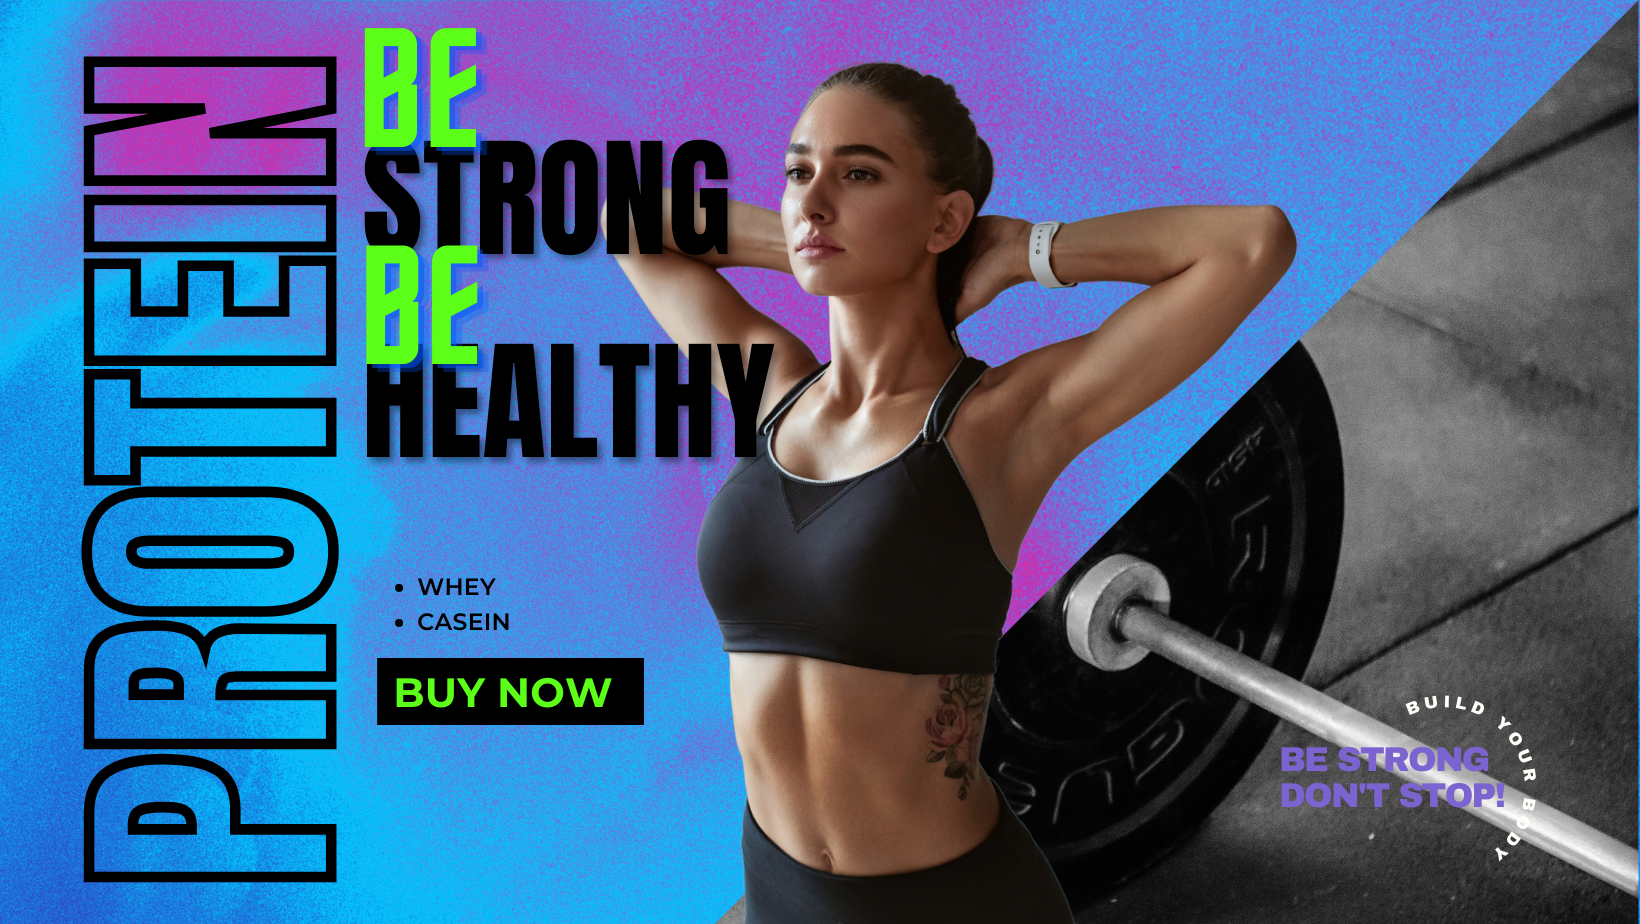 PROTEIN
BE
STRONG
BE
HEALTHY
• WHEY
• CASEIN
BUY NOW
BUILD YOUR BODY
BE STRONG
DON'T STOP!